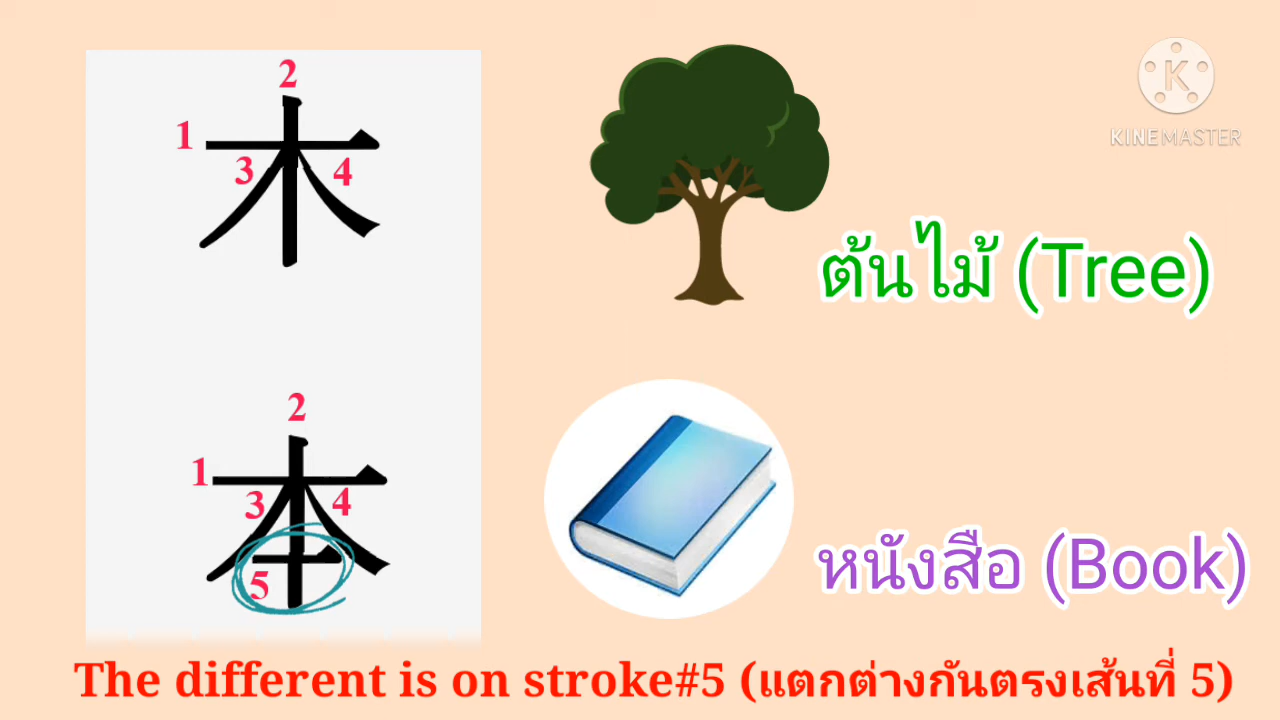 2
1
木
3
4
KINEMASTER
ต้นไม้ (Tree)
2
1
本
3
4
5
หนังสือ (Book)
The different is on stroke#5 (แตกต่างกันตรงเส้นที่ 5)